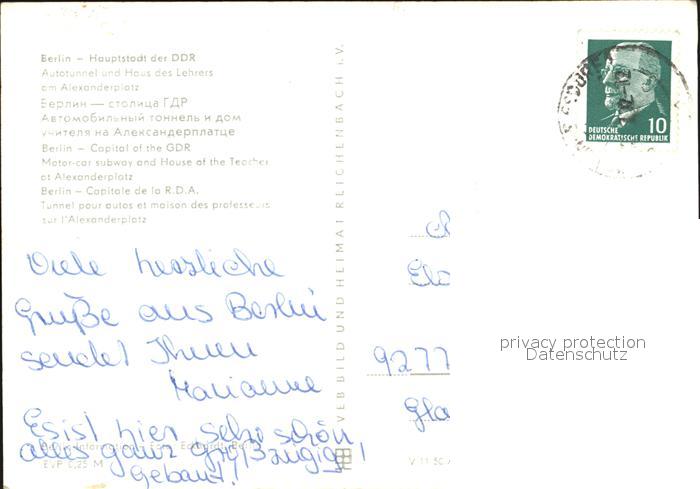 Berlin – Hauptstadt der DDR
Autotunnel und Haus des Lehrers
am Alexanderplatz
Берлин — столица ГДР
Автомобильный тоннель и дом
учителя на Александерплатце
Berlin – Capital of the GDR
Motor-car subway and House of the Teacher
at Alexanderplatz
Berlin – Capitale de la R.D.A.
Tunnel pour autos et maison des professeurs
sur l'Alexanderplatz
Viele herzliche
Grüße aus Berlin
sendet Ihnen
Marianne
Es ist hier sehr schön,
alles ganz großzügig
gebaut!
EVP 0,25 M
VEB BILD UND HEIMAT REICHENBACH i. V.
10
DEUTSCHE
DEMOKRATISCHE REPUBLIK
9277
Gla
privacy protection
Datenschutz